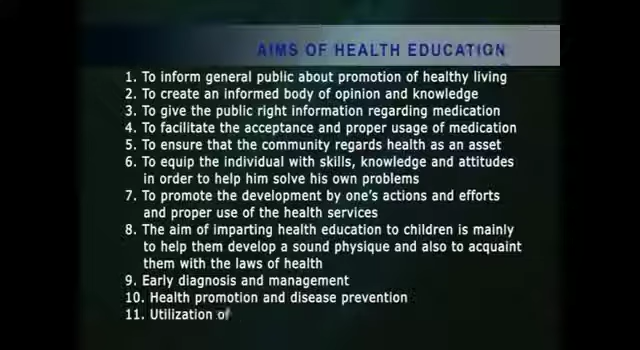 AIMS OF HEALTH EDUCATION
1. To inform general public about promotion of healthy living
2. To create an informed body of opinion and knowledge
3. To give the public right information regarding medication
4. To facilitate the acceptance and proper usage of medication
5. To ensure that the community regards health as an asset
6. To equip the individual with skills, knowledge and attitudes
in order to help him solve his own problems
7. To promote the development by one's actions and efforts
and proper use of the health services
8. The aim of imparting health education to children is mainly
to help them develop a sound physique and also to acquaint
them with the laws of health
9. Early diagnosis and management
10. Health promotion and disease prevention
11. Utilization of